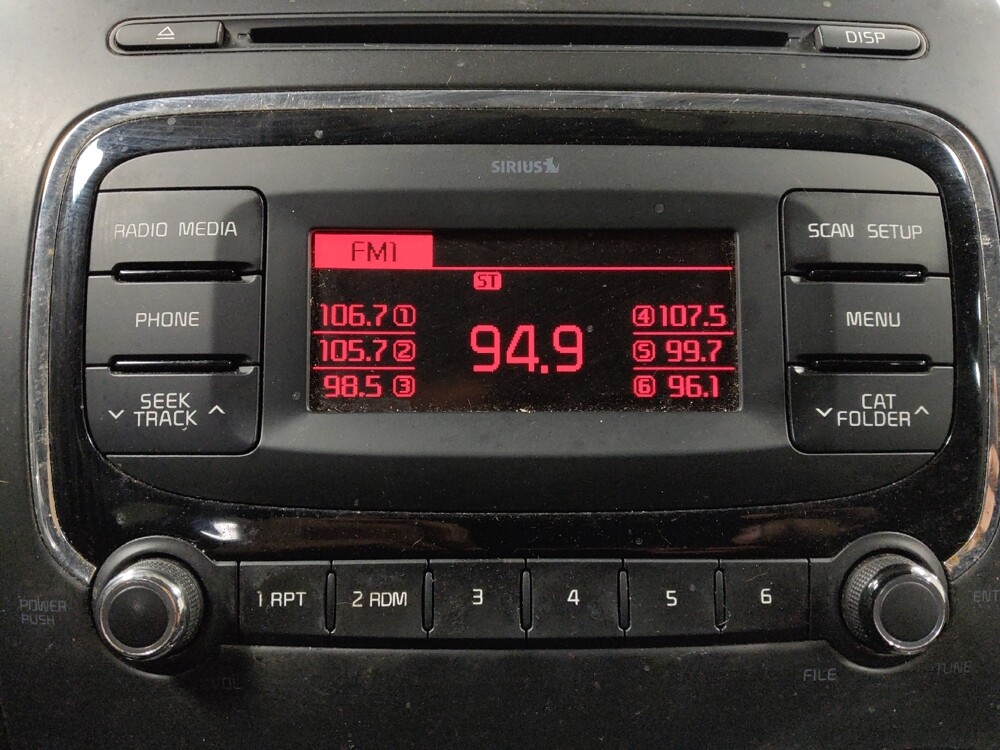 DISP
SIRIUS
RADIO MEDIA
PHONE
SEEK
TRACK
FM1
ST
106.7 1
105.7 2
98.5 3
94.9
4 107.5
5 99.7
6 96.1
SCAN SETUP
MENU
CAT
FOLDER
POWER
PUSH
VOL
1 RPT
2 RDM
3
4
5
6
FILE
TUNE
ENT